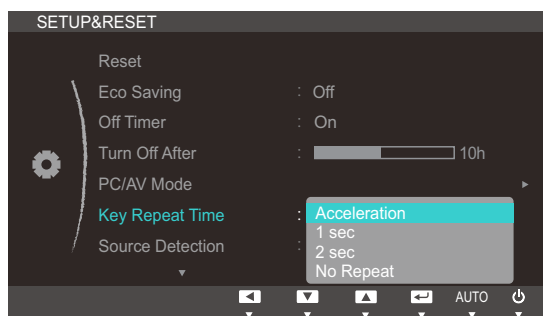 SETUP&RESET
Reset
Eco Saving : Off
Off Timer : On
Turn Off After : 10h
PC/AV Mode
Key Repeat Time : Acceleration
1 sec
Source Detection : 2 sec
No Repeat
AUTO